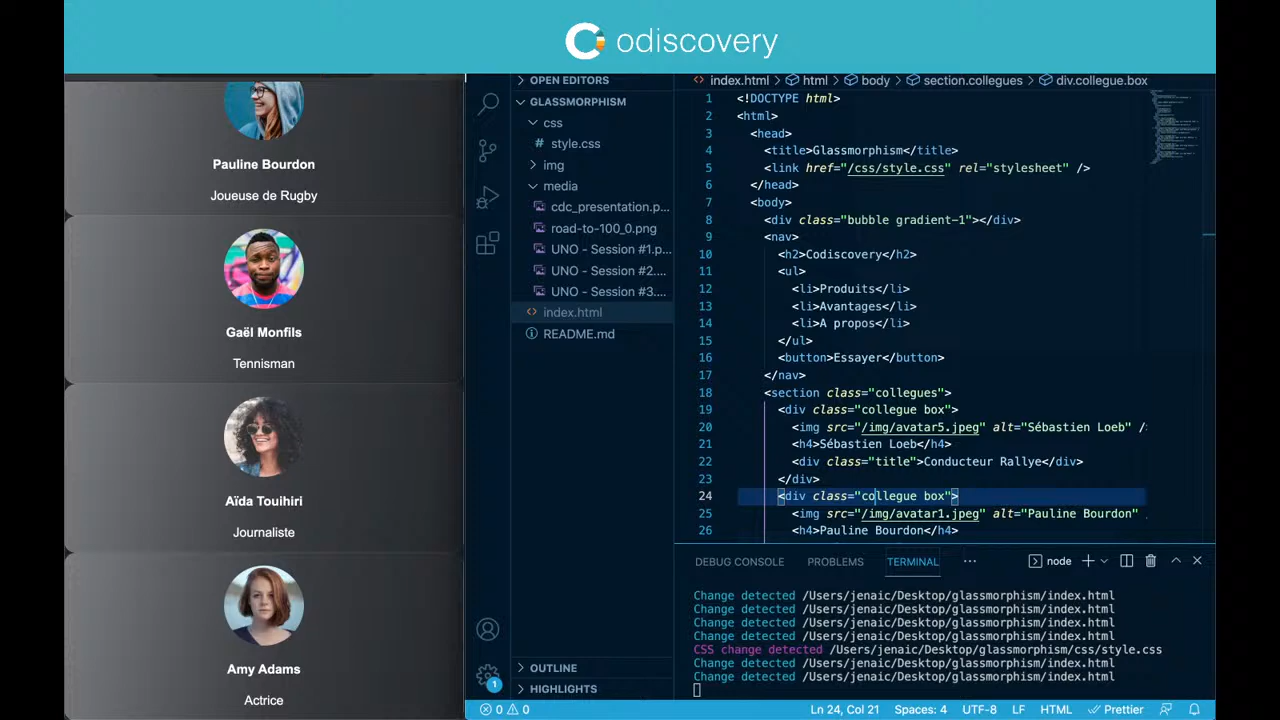 odiscovery
Pauline Bourdon
Joueuse de Rugby
Gaël Monfils
Tennisman
Aïda Touihiri
Journaliste
Amy Adams
Actrice
OPEN EDITORS
GLASSMORPHISM
css
# style.css
img
media
cdc_presentation.p...
road-to-100_0.png
UNO - Session #1.p...
UNO - Session #2....
UNO - Session #3....
index.html
README.md
OUTLINE
HIGHLIGHTS
1
index.html > html > body > section.collegues > div.collegue.box
1 <!DOCTYPE html>
2 <html>
3 <head>
4 <title>Glassmorphism</title>
5 <link href="/css/style.css" rel="stylesheet" />
6 </head>
7 <body>
8 <div class="bubble gradient-1"></div>
9 <nav>
10 <h2>Codiscovery</h2>
11 <ul>
12 <li>Produits</li>
13 <li>Avantages</li>
14 <li>A propos</li>
15 </ul>
16 <button>Essayer</button>
17 </nav>
18 <section class="collegues">
19 <div class="collegue box">
20 <img src="/img/avatar5.jpeg" alt="Sébastien Loeb" /
21 <h4>Sébastien Loeb</h4>
22 <div class="title">Conducteur Rallye</div>
23 </div>
24 <div class="collegue box">
25 <img src="/img/avatar1.jpeg" alt="Pauline Bourdon"
26 <h4>Pauline Bourdon</h4>
DEBUG CONSOLE PROBLEMS TERMINAL ... node
Change detected /Users/jenaic/Desktop/glassmorphism/index.html
Change detected /Users/jenaic/Desktop/glassmorphism/index.html
Change detected /Users/jenaic/Desktop/glassmorphism/index.html
Change detected /Users/jenaic/Desktop/glassmorphism/index.html
CSS change detected /Users/jenaic/Desktop/glassmorphism/css/style.css
Change detected /Users/jenaic/Desktop/glassmorphism/index.html
Change detected /Users/jenaic/Desktop/glassmorphism/index.html
0 0 Ln 24, Col 21 Spaces: 4 UTF-8 LF HTML Prettier